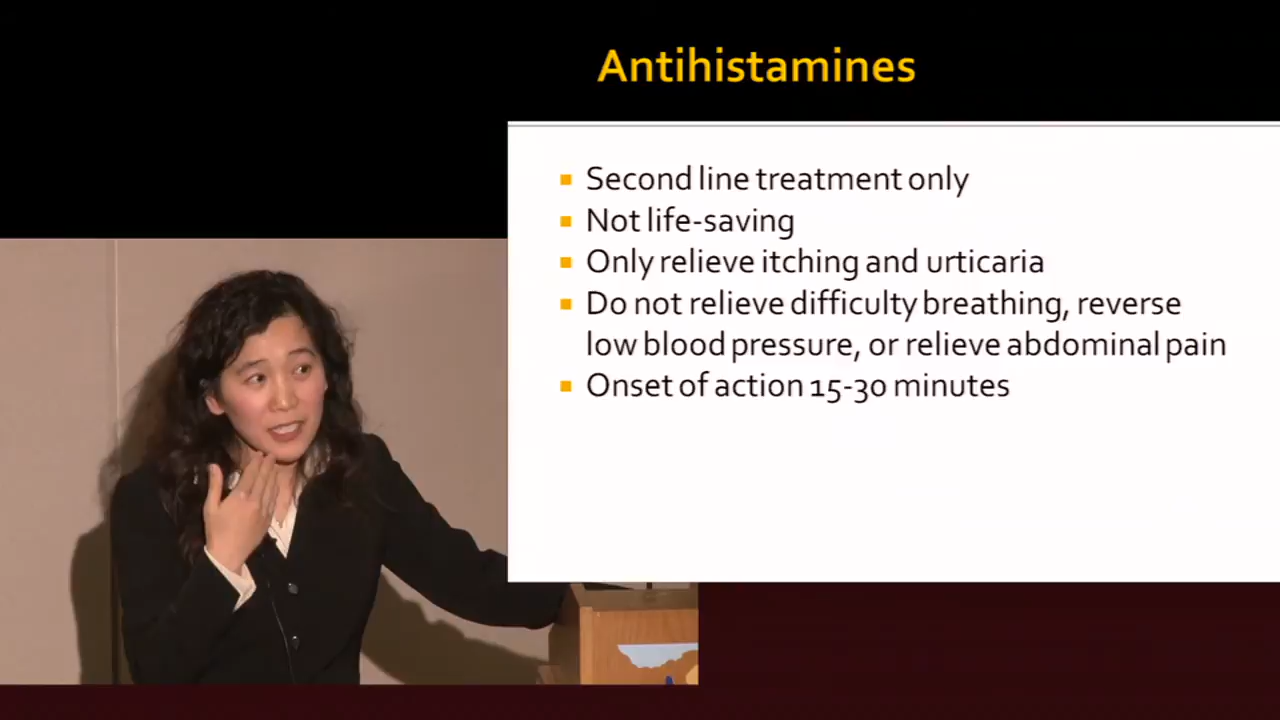 Antihistamines
Second line treatment only
Not life-saving
Only relieve itching and urticaria
Do not relieve difficulty breathing, reverse
low blood pressure, or relieve abdominal pain
Onset of action 15-30 minutes